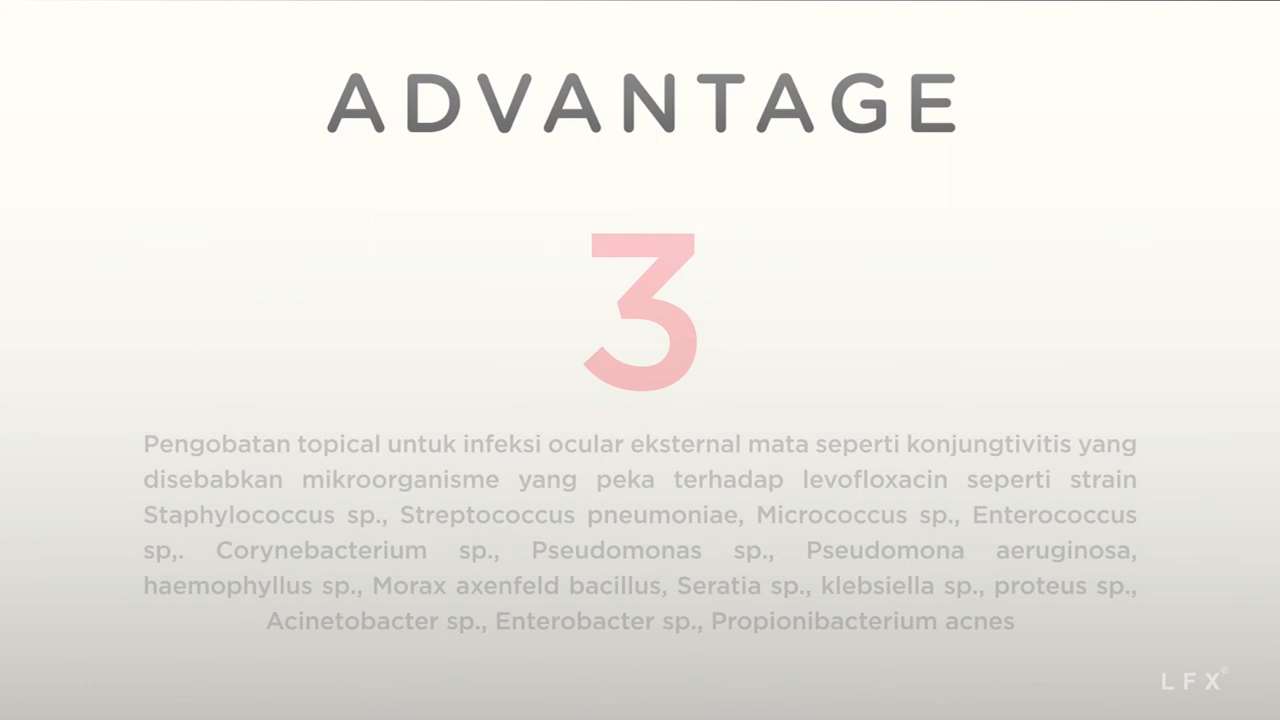 ADVANTAGE
3
Pengobatan topical untuk infeksi ocular eksternal mata seperti konjungtivitis yang
disebabkan mikroorganisme yang peka terhadap levofloxacin seperti strain
Staphylococcus sp., Streptococcus pneumoniae, Micrococcus sp., Enterococcus
sp,. Corynebacterium sp., Pseudomonas sp., Pseudomona aeruginosa,
haemophyllus sp., Morax axenfeld bacillus, Seratia sp., klebsiella sp., proteus sp.,
Acinetobacter sp., Enterobacter sp., Propionibacterium acnes
LFX®